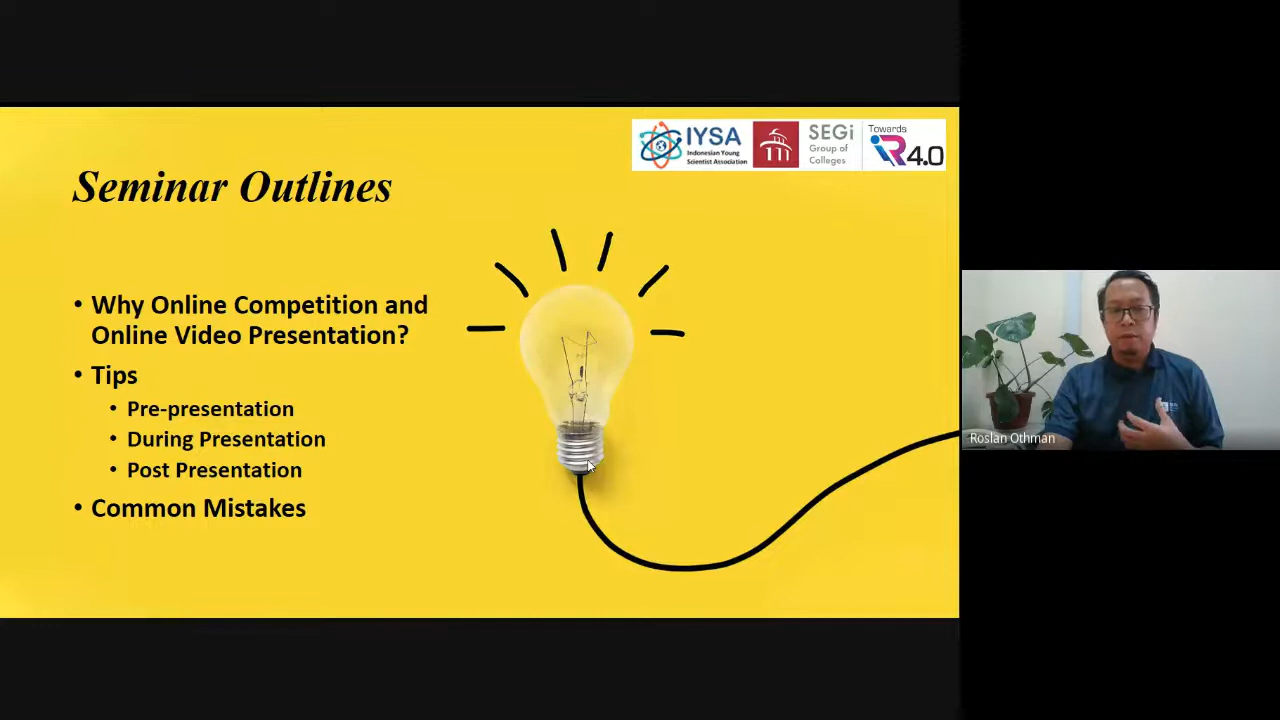 IYSA
Indonesian Young
Scientist Association
SEGi
Group of
Colleges
Towards
iR4.0
Seminar Outlines
• Why Online Competition and
Online Video Presentation?
• Tips
• Pre-presentation
• During Presentation
• Post Presentation
• Common Mistakes
Roslan Othman